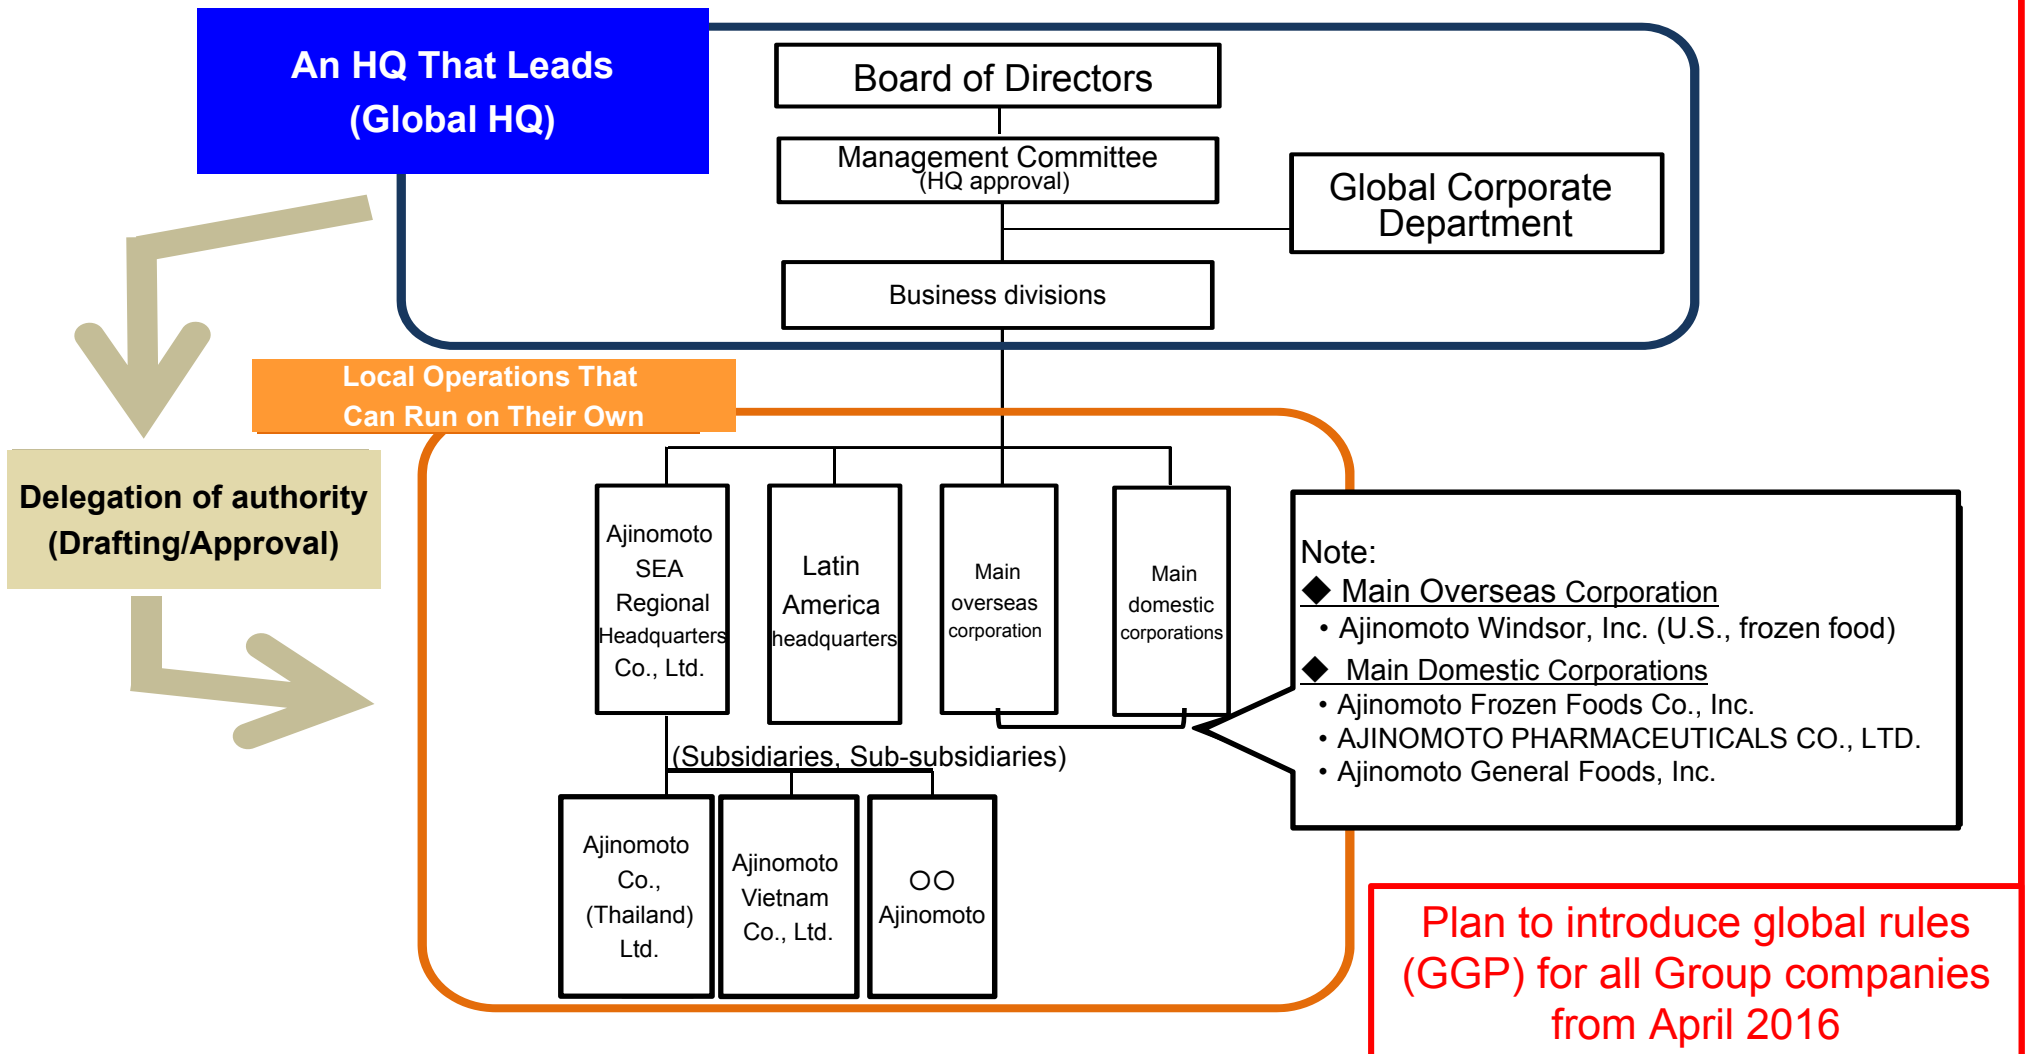 An HQ That Leads
(Global HQ)
Board of Directors
Management Committee
(HQ approval)
Global Corporate
Department
Business divisions
Local Operations That
Can Run on Their Own
Delegation of authority
(Drafting/Approval)
Ajinomoto
SEA
Regional
Headquarters
Co., Ltd.
Latin
America
headquarters
Main
overseas
corporation
Main
domestic
corporations
Note:
◆ Main Overseas Corporation
・Ajinomoto Windsor, Inc. (U.S., frozen food)
◆ Main Domestic Corporations
・Ajinomoto Frozen Foods Co., Inc.
・AJINOMOTO PHARMACEUTICALS CO., LTD.
・Ajinomoto General Foods, Inc.
(Subsidiaries, Sub-subsidiaries)
Ajinomoto
Co.,
(Thailand)
Ltd.
Ajinomoto
Vietnam
Co., Ltd.
○○
Ajinomoto
Plan to introduce global rules
(GGP) for all Group companies
from April 2016